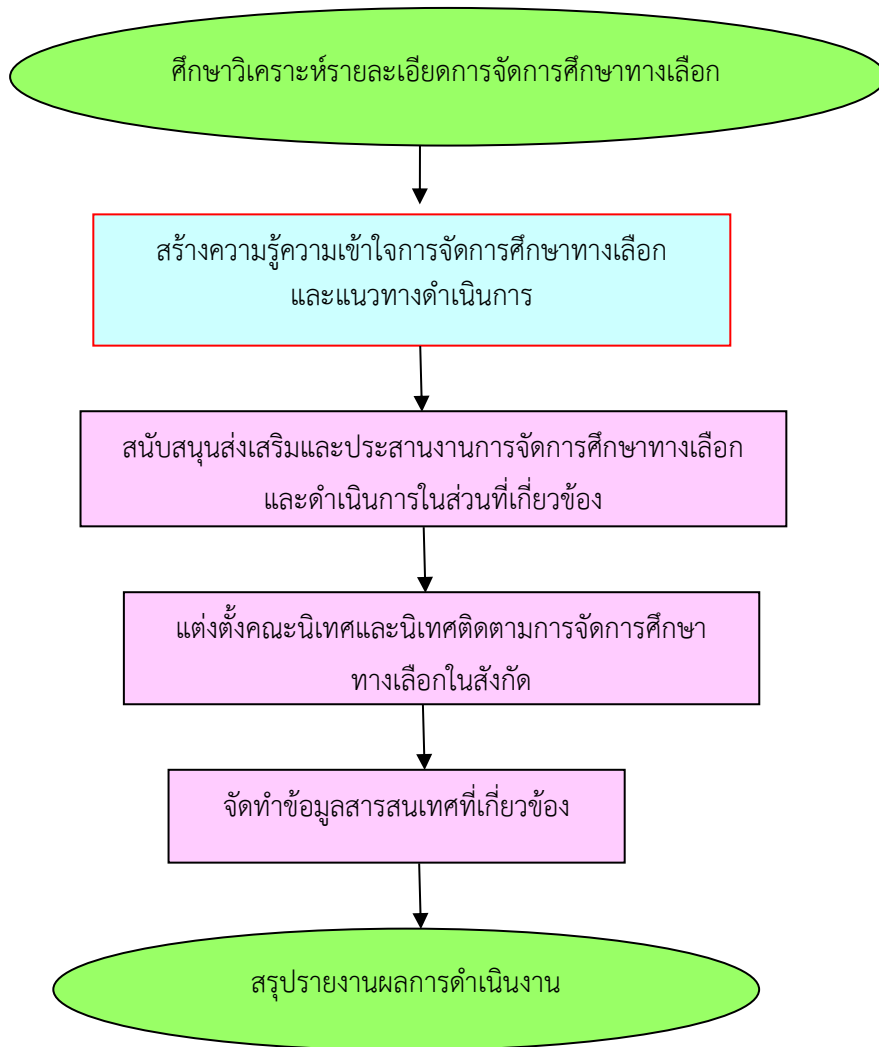 ศึกษาวิเคราะห์รายละเอียดการจัดการศึกษาทางเลือก
สร้างความรู้ความเข้าใจการจัดการศึกษาทางเลือก
และแนวทางดำเนินการ
สนับสนุนส่งเสริมและประสานงานการจัดการศึกษาทางเลือก
และดำเนินการในส่วนที่เกี่ยวข้อง
แต่งตั้งคณะนิเทศและนิเทศติดตามการจัดการศึกษา
ทางเลือกในสังกัด
จัดทำข้อมูลสารสนเทศที่เกี่ยวข้อง
สรุปรายงานผลการดำเนินงาน